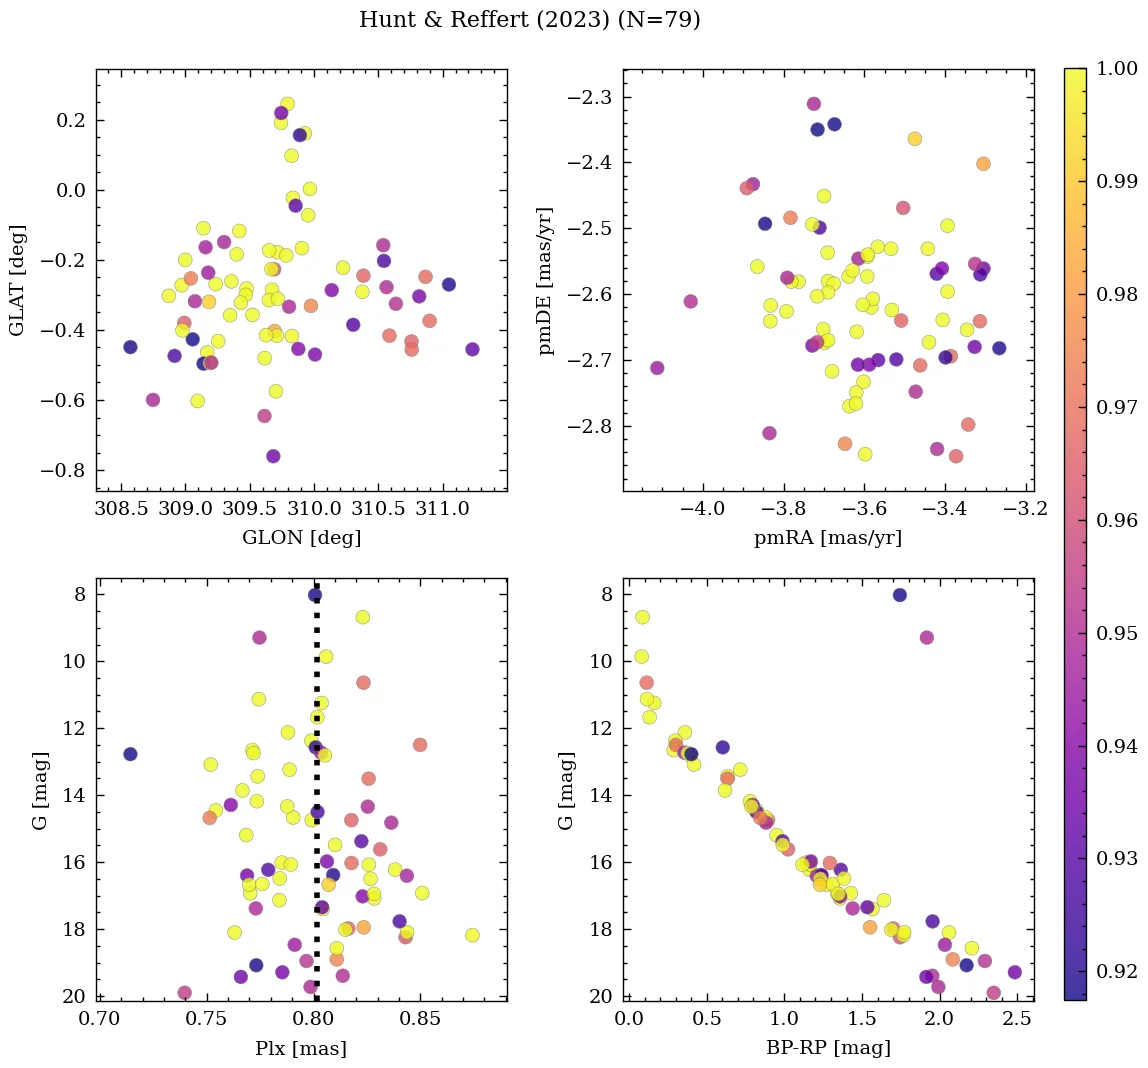 Hunt & Reffert (2023) (N=79)
0.2
0.0
−0.2
−0.4
−0.6
−0.8
GLAT [deg]
308.5 309.0 309.5 310.0 310.5 311.0
GLON [deg]
−2.3
−2.4
−2.5
−2.6
−2.7
−2.8
pmDE [mas/yr]
−4.0 −3.8 −3.6 −3.4 −3.2
pmRA [mas/yr]
8
10
12
14
16
18
20
G [mag]
0.70 0.75 0.80 0.85
Plx [mas]
8
10
12
14
16
18
20
G [mag]
0.0 0.5 1.0 1.5 2.0 2.5
BP-RP [mag]
1.00
0.99
0.98
0.97
0.96
0.95
0.94
0.93
0.92